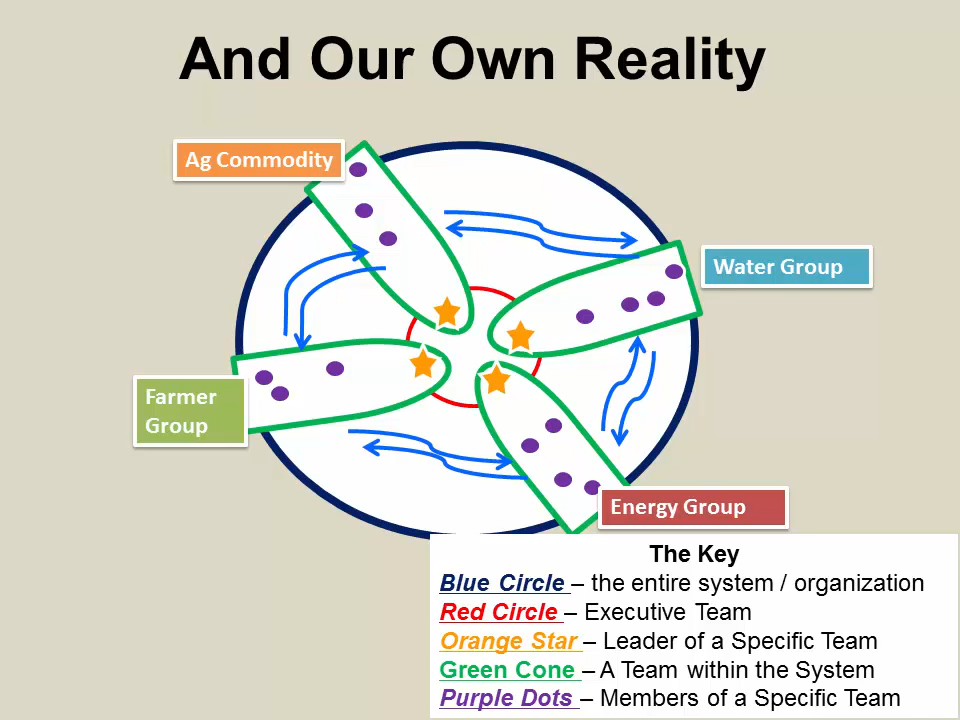 And Our Own Reality
Ag Commodity
Water Group
Farmer
Group
Energy Group
The Key
Blue Circle – the entire system / organization
Red Circle – Executive Team
Orange Star – Leader of a Specific Team
Green Cone – A Team within the System
Purple Dots – Members of a Specific Team